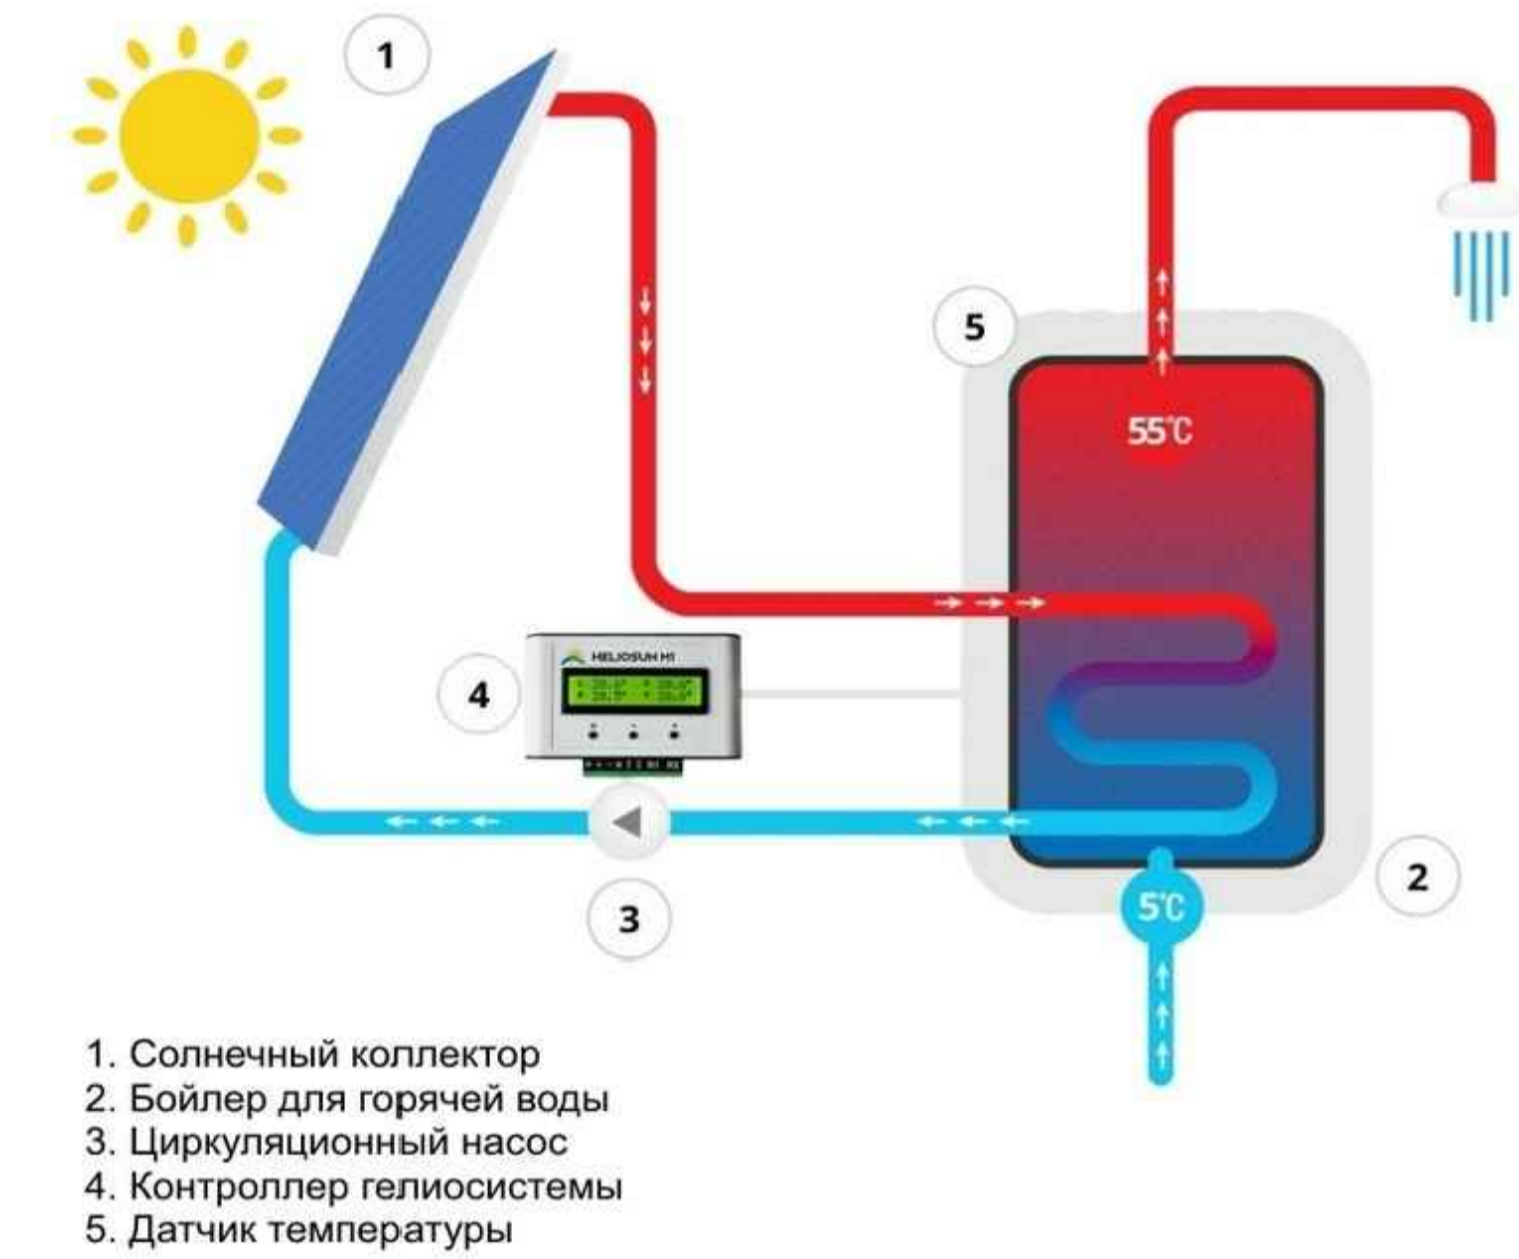 1
5
55°C
HELIOSUN H1
4
2
5°C
3
1. Солнечный коллектор
2. Бойлер для горячей воды
3. Циркуляционный насос
4. Контроллер гелиосистемы
5. Датчик температуры